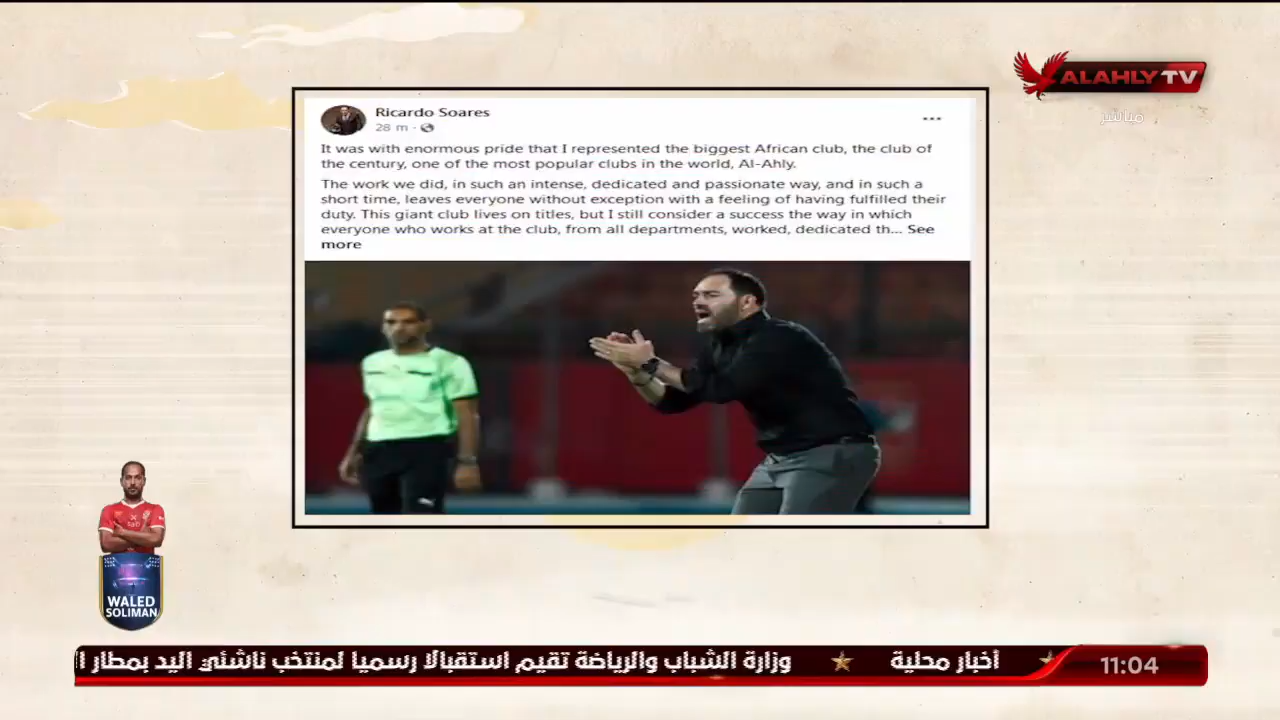 ALAHLY TV
مباشر
Ricardo Soares
28 m ·
It was with enormous pride that I represented the biggest African club, the club of
the century, one of the most popular clubs in the world, Al-Ahly.
The work we did, in such an intense, dedicated and passionate way, and in such a
short time, leaves everyone without exception with a feeling of having fulfilled their
duty. This giant club lives on titles, but I still consider a success the way in which
everyone who works at the club, from all departments, worked, dedicated th... See
more
WALED
SOLIMAN
أخبار محلية
وزارة الشباب والرياضة تقيم استقبالا رسميا لمنتخب ناشئي اليد بمطار
11:04